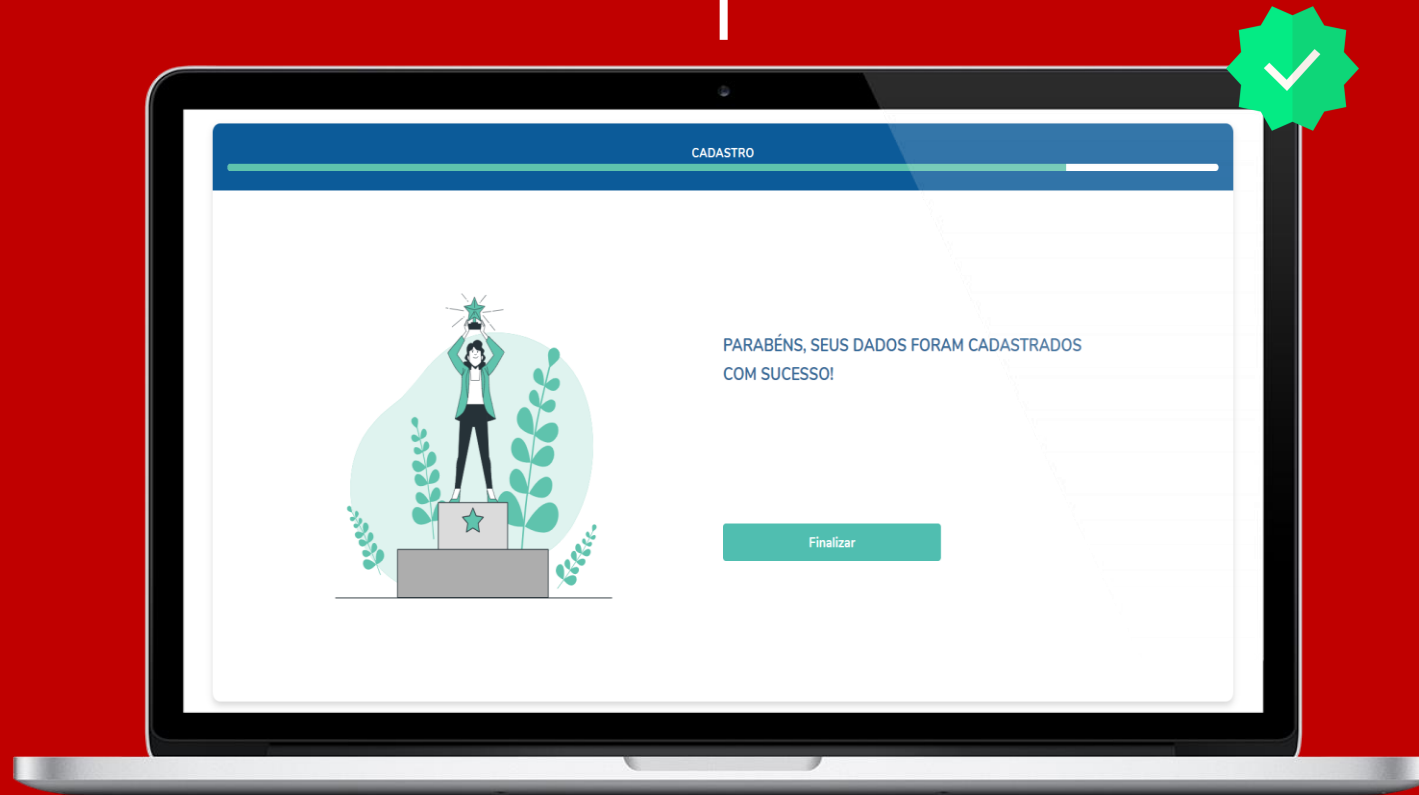 CADASTRO
PARABÉNS, SEUS DADOS FORAM CADASTRADOS
COM SUCESSO!
Finalizar